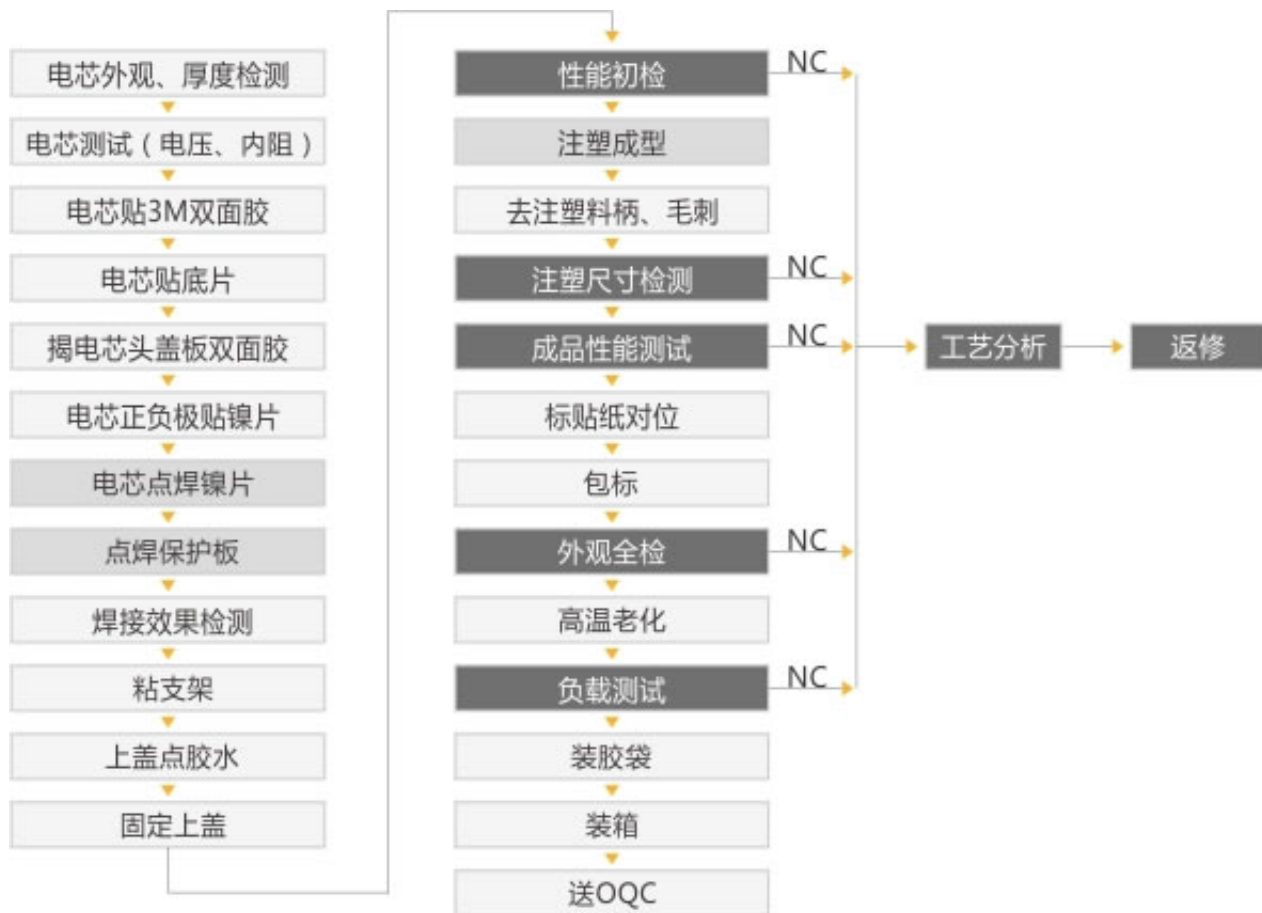 电芯外观、厚度检测
电芯测试（电压、内阻）
电芯贴3M双面胶
电芯贴底片
揭电芯头盖板双面胶
电芯正负极贴镍片
电芯点焊镍片
点焊保护板
焊接效果检测
粘支架
上盖点胶水
固定上盖
性能初检
NC
注塑成型
去注塑料柄、毛刺
注塑尺寸检测
NC
成品性能测试
NC
标贴纸对位
包标
外观全检
NC
高温老化
负载测试
NC
装胶袋
装箱
送OQC
工艺分析
返修